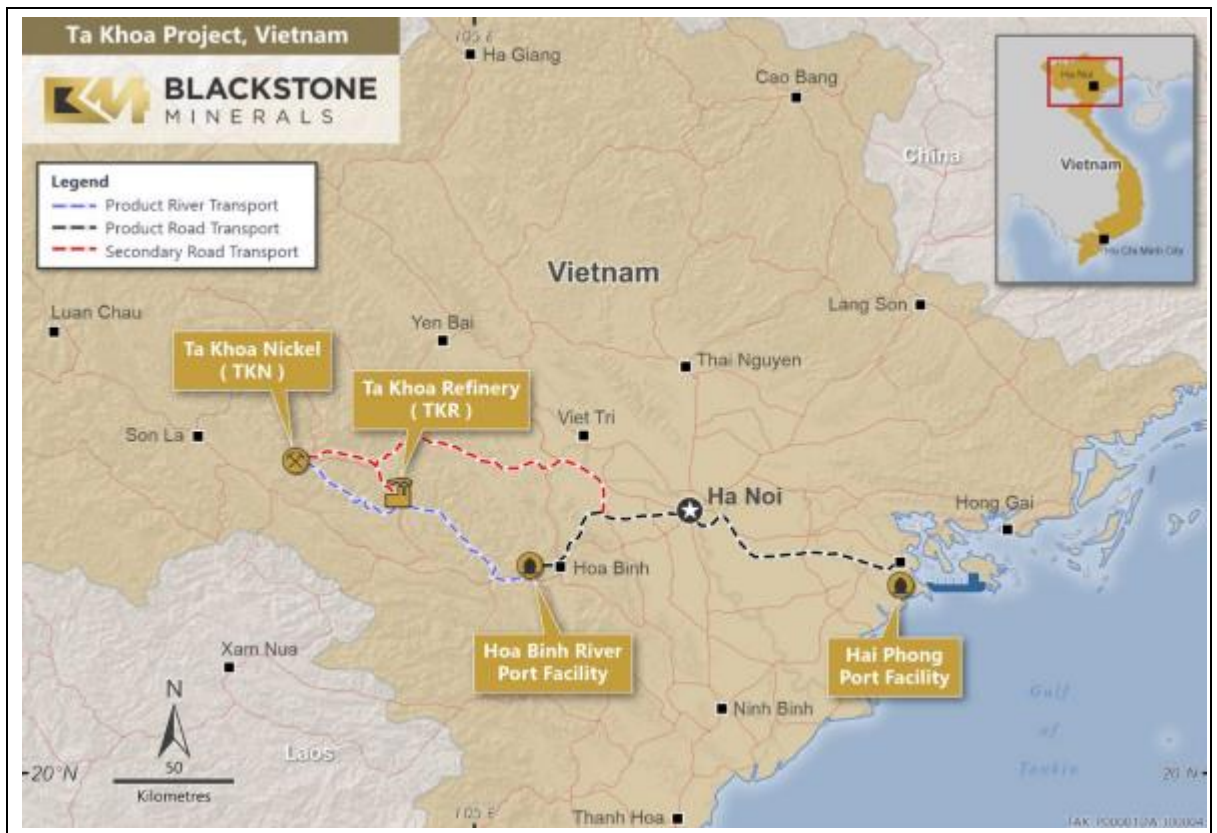 Ta Khoa Project, Vietnam
BLACKSTONE
MINERALS
Legend
Product River Transport
Product Road Transport
Secondary Road Transport
105°E
Ha Giang
Cao Bang
China
Ha Noi
Vietnam
Ho Chi Minh City
Vietnam
Luan Chau
Yen Bai
Lang Son
Thai Nguyen
Ta Khoa Nickel
( TKN )
Ta Khoa Refinery
( TKR )
Viet Tri
Son La
Ha Noi
Hong Gai
Hoa Binh
Hoa Binh River
Port Facility
Hai Phong
Port Facility
Xam Nua
N
Ninh Binh
Gulf
of
Tonkin
Laos
20°N
50
Kilometres
20°N
105°E
Thanh Hoa